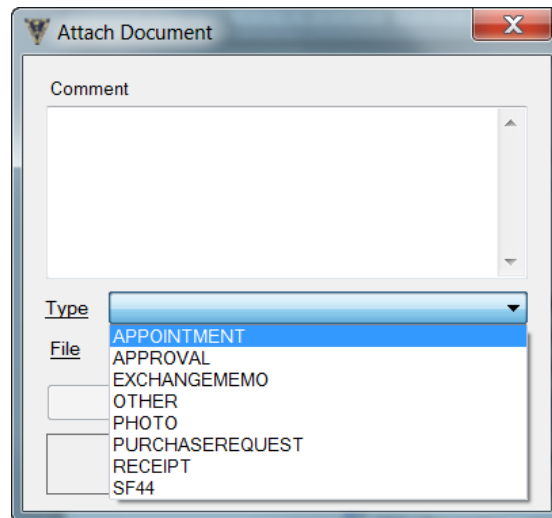 Attach Document
X
Comment
Type
APPOINTMENT
File
APPROVAL
EXCHANGEMEMO
OTHER
PHOTO
PURCHASEREQUEST
RECEIPT
SF44